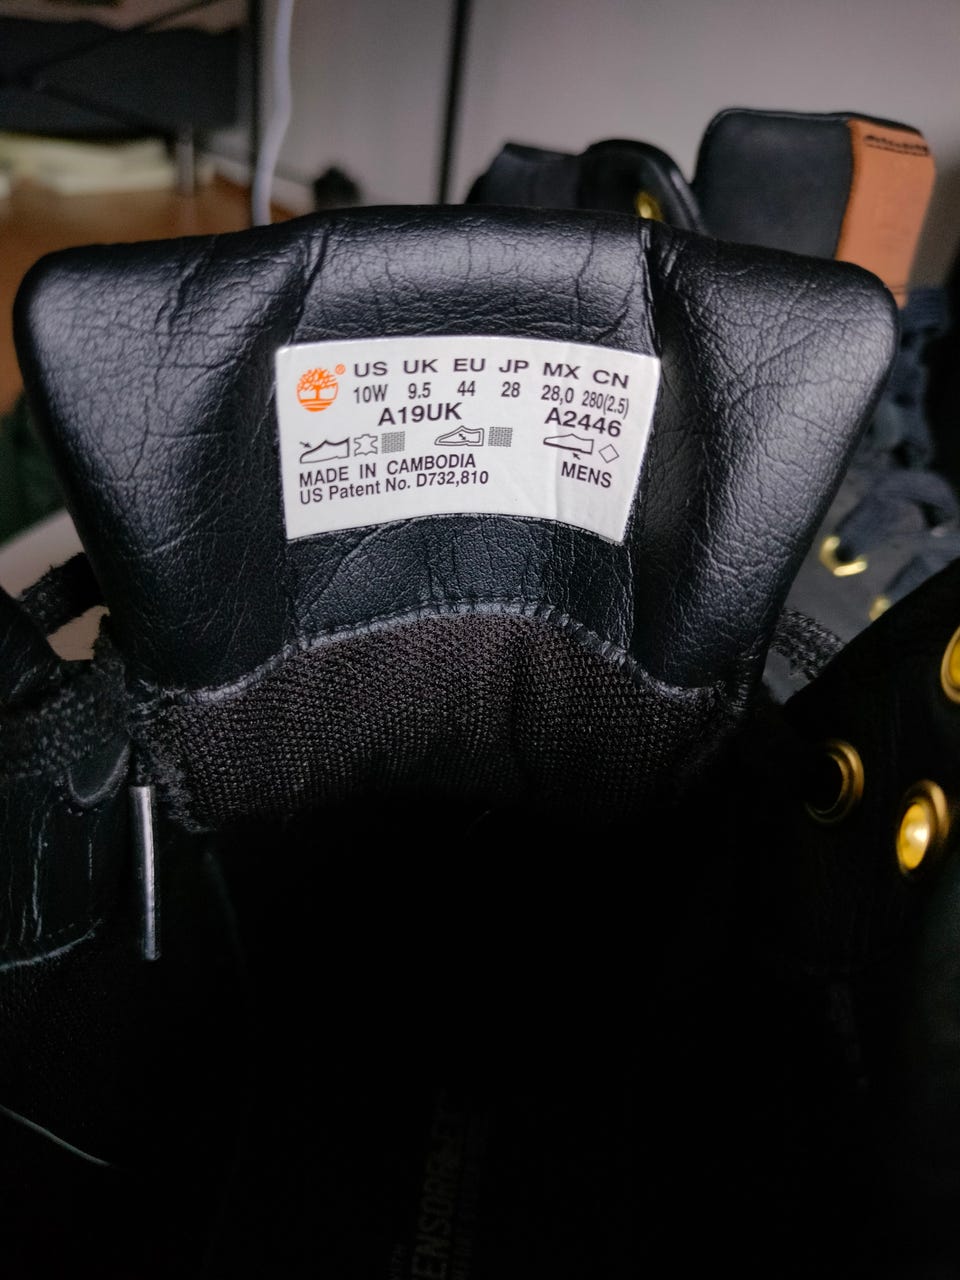 ® US UK EU JP MX CN
10W 9.5 44 28 28,0 280(2.5)
A19UK A2446
MADE IN CAMBODIA
US Patent No. D732,810
MENS